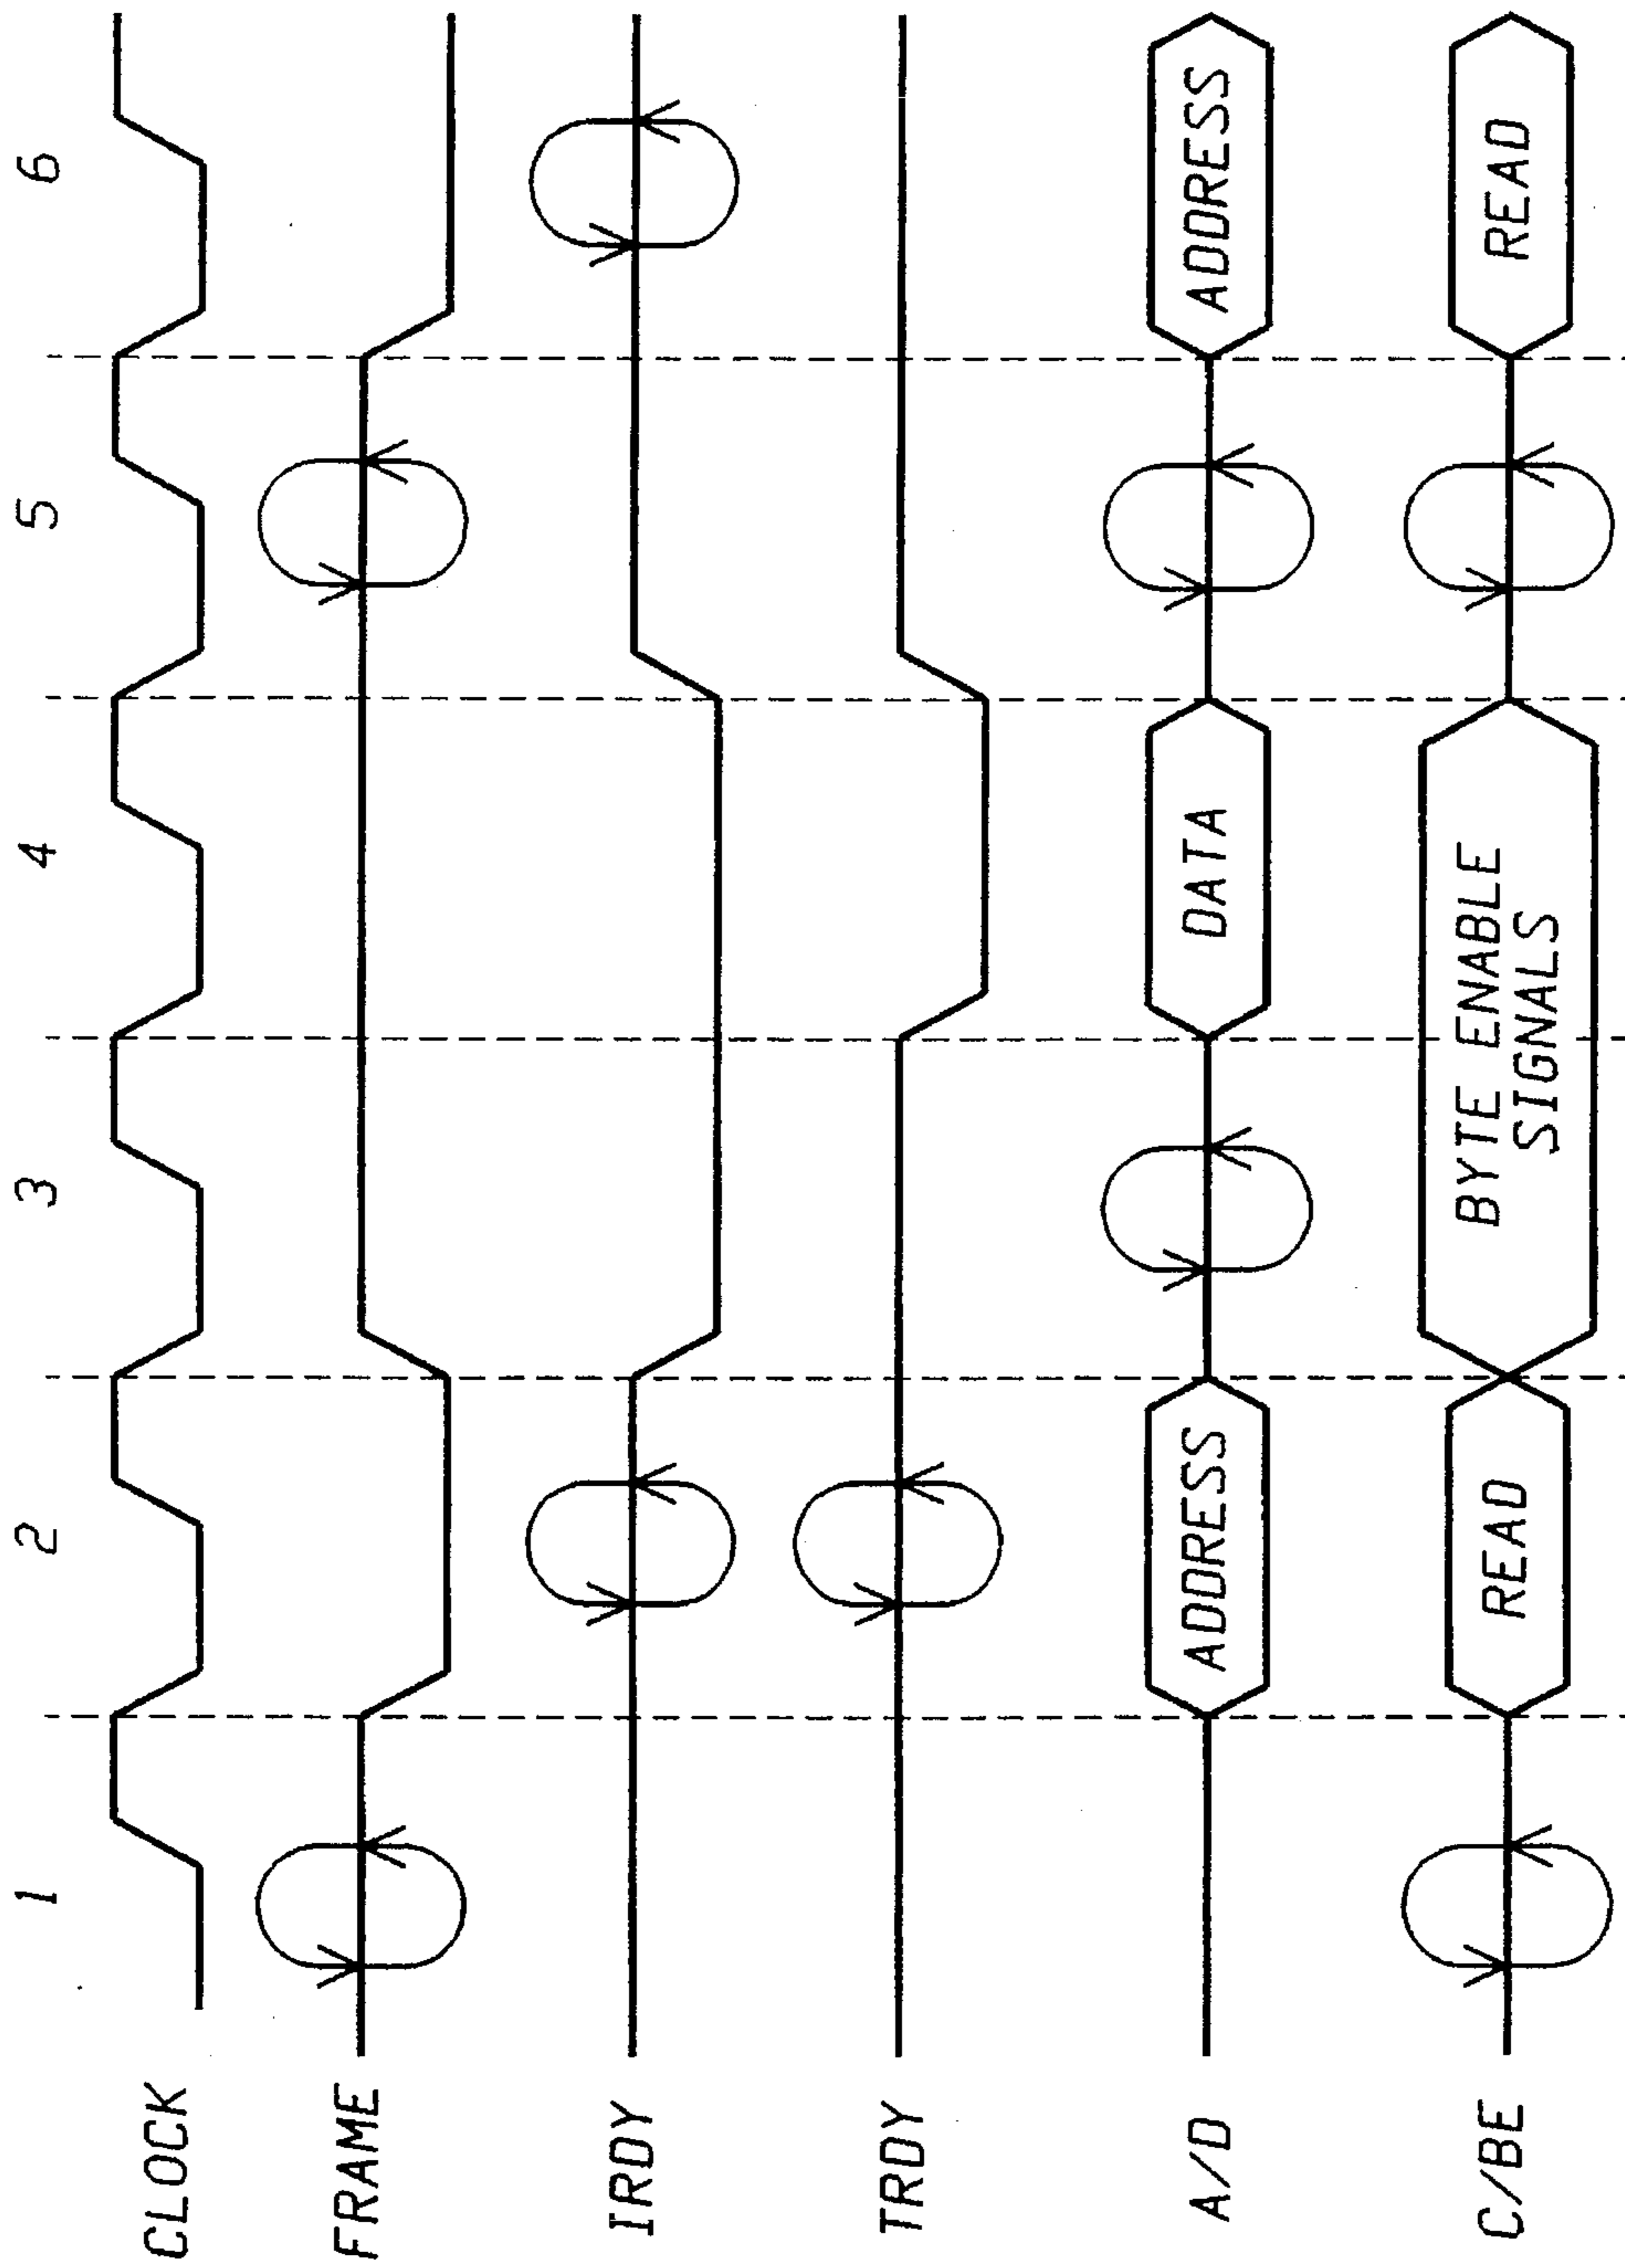 1 2 3 4 5 6
CLOCK
FRAME
IRDY
TRDY
A/D ADDRESS DATA ADDRESS
C/BE READ BYTE ENABLE READ
SIGNALS